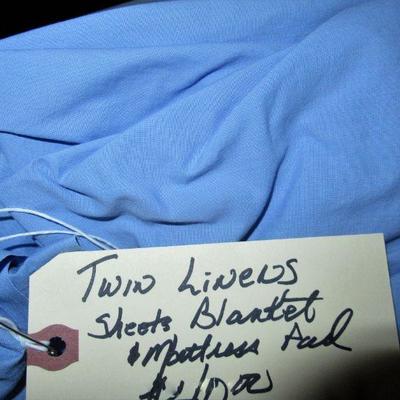 Twin Linens
Sheets Blanket
& Mattress Pad